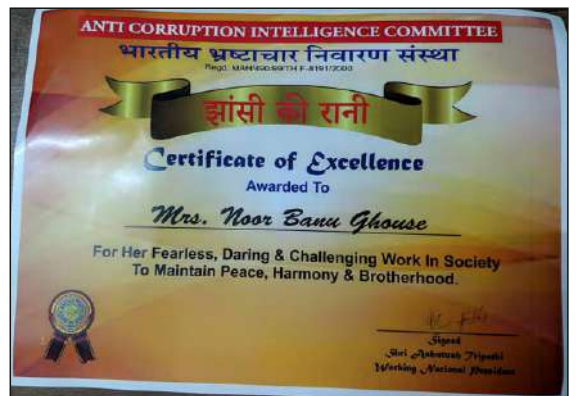 ANTI CORRUPTION INTELLIGENCE COMMITTEE
भारतीय भ्रष्टाचार निवारण संस्था
झांसी की रानी
Certificate of Excellence
Awarded To
Mrs. Noor Banu Ghouse
For Her Fearless, Daring & Challenging Work In Society
To Maintain Peace, Harmony & Brotherhood.
Signed
Shri Ashutosh Tripathi
Working National President